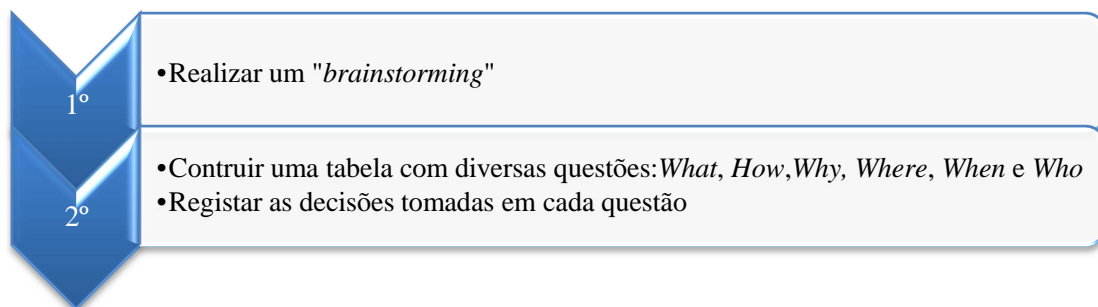 1º
•Realizar um "brainstorming"
2º
•Contruir uma tabela com diversas questões:What, How,Why, Where, When e Who
•Registar as decisões tomadas em cada questão